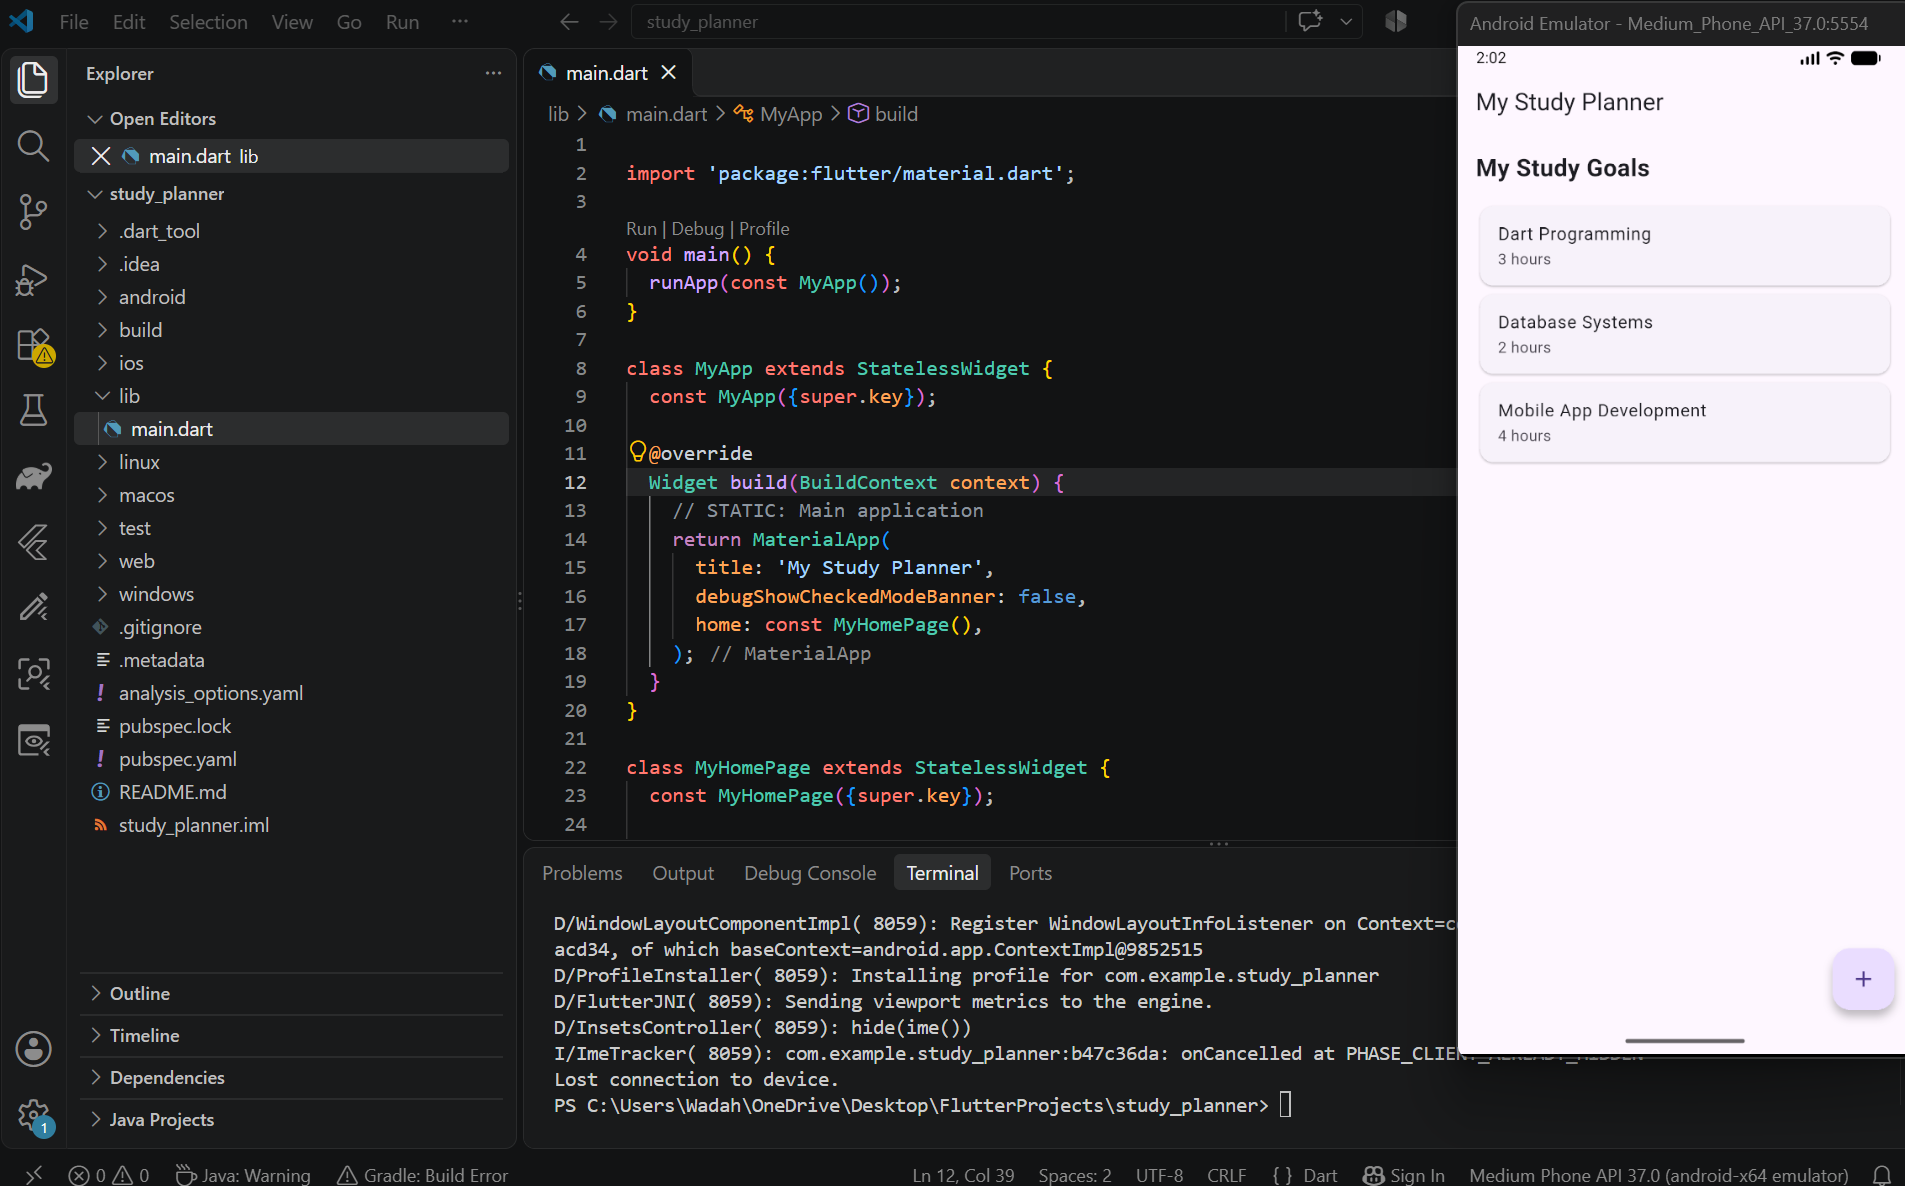 File Edit Selection View Go Run ···
study_planner
Explorer
Open Editors
main.dart lib
study_planner
.dart_tool
.idea
android
build
ios
lib
main.dart
linux
macos
test
web
windows
.gitignore
.metadata
analysis_options.yaml
pubspec.lock
pubspec.yaml
README.md
study_planner.iml
Outline
Timeline
Dependencies
Java Projects
1
main.dart
lib > main.dart > MyApp > build
1
2 import 'package:flutter/material.dart';
3
Run | Debug | Profile
4 void main() {
5 runApp(const MyApp());
6 }
7
8 class MyApp extends StatelessWidget {
9 const MyApp({super.key});
10
11 @override
12 Widget build(BuildContext context) {
13 // STATIC: Main application
14 return MaterialApp(
15 title: 'My Study Planner',
16 debugShowCheckedModeBanner: false,
17 home: const MyHomePage(),
18 ); // MaterialApp
19 }
20 }
21
22 class MyHomePage extends StatelessWidget {
23 const MyHomePage({super.key});
24
Problems Output Debug Console Terminal Ports
D/WindowLayoutComponentImpl( 8059): Register WindowLayoutInfoListener on
acd34, of which baseContext=android.app.ContextImpl@9852515
D/ProfileInstaller( 8059): Installing profile for com.example.study_planner
D/FlutterJNI( 8059): Sending viewport metrics to the engine.
D/InsetsController( 8059): hide(ime())
I/ImeTracker( 8059): com.example.study_planner:b47c36da: onCancelled at
Lost connection to device.
PS C:\Users\Wadah\OneDrive\Desktop\FlutterProjects\study_planner>
Android Emulator - Medium_Phone_API_37.0:5554
2:02
My Study Planner
My Study Goals
Dart Programming
3 hours
Database Systems
2 hours
Mobile App Development
4 hours
+
0 0 Java: Warning Gradle: Build Error Ln 12, Col 39 Spaces: 2 UTF-8 CRLF {} Dart Sign In Medium Phone API 37.0 (android-x64 emulator)